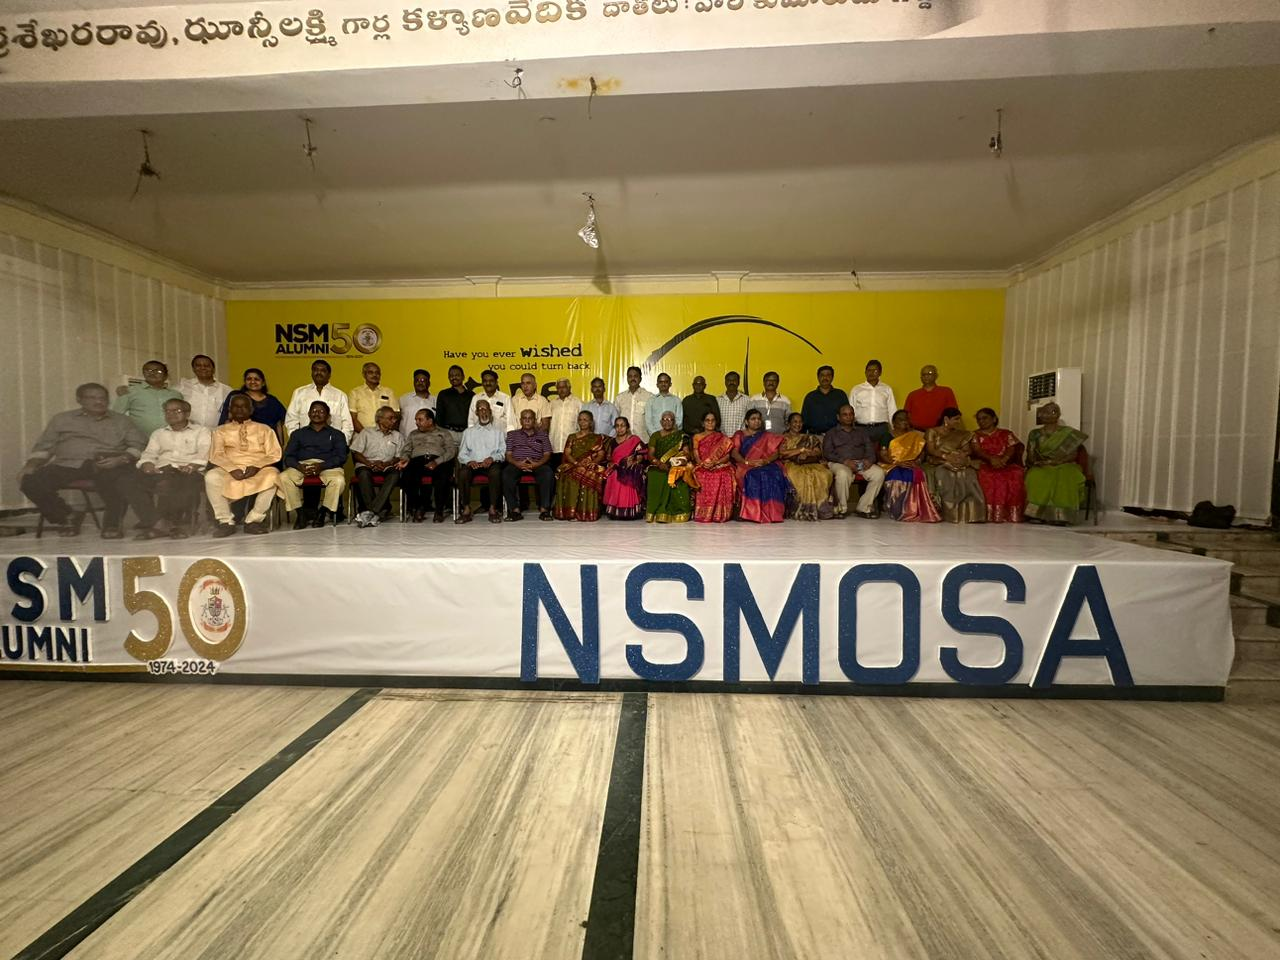 శేఖరరావు, ఝాన్సీలక్ష్మి గార్ల కళ్యాణవేదిక
NSM 50
ALUMNI
Have you ever Wished
you could turn back
SM 50
LUMNI
1974-2024
NSMOSA